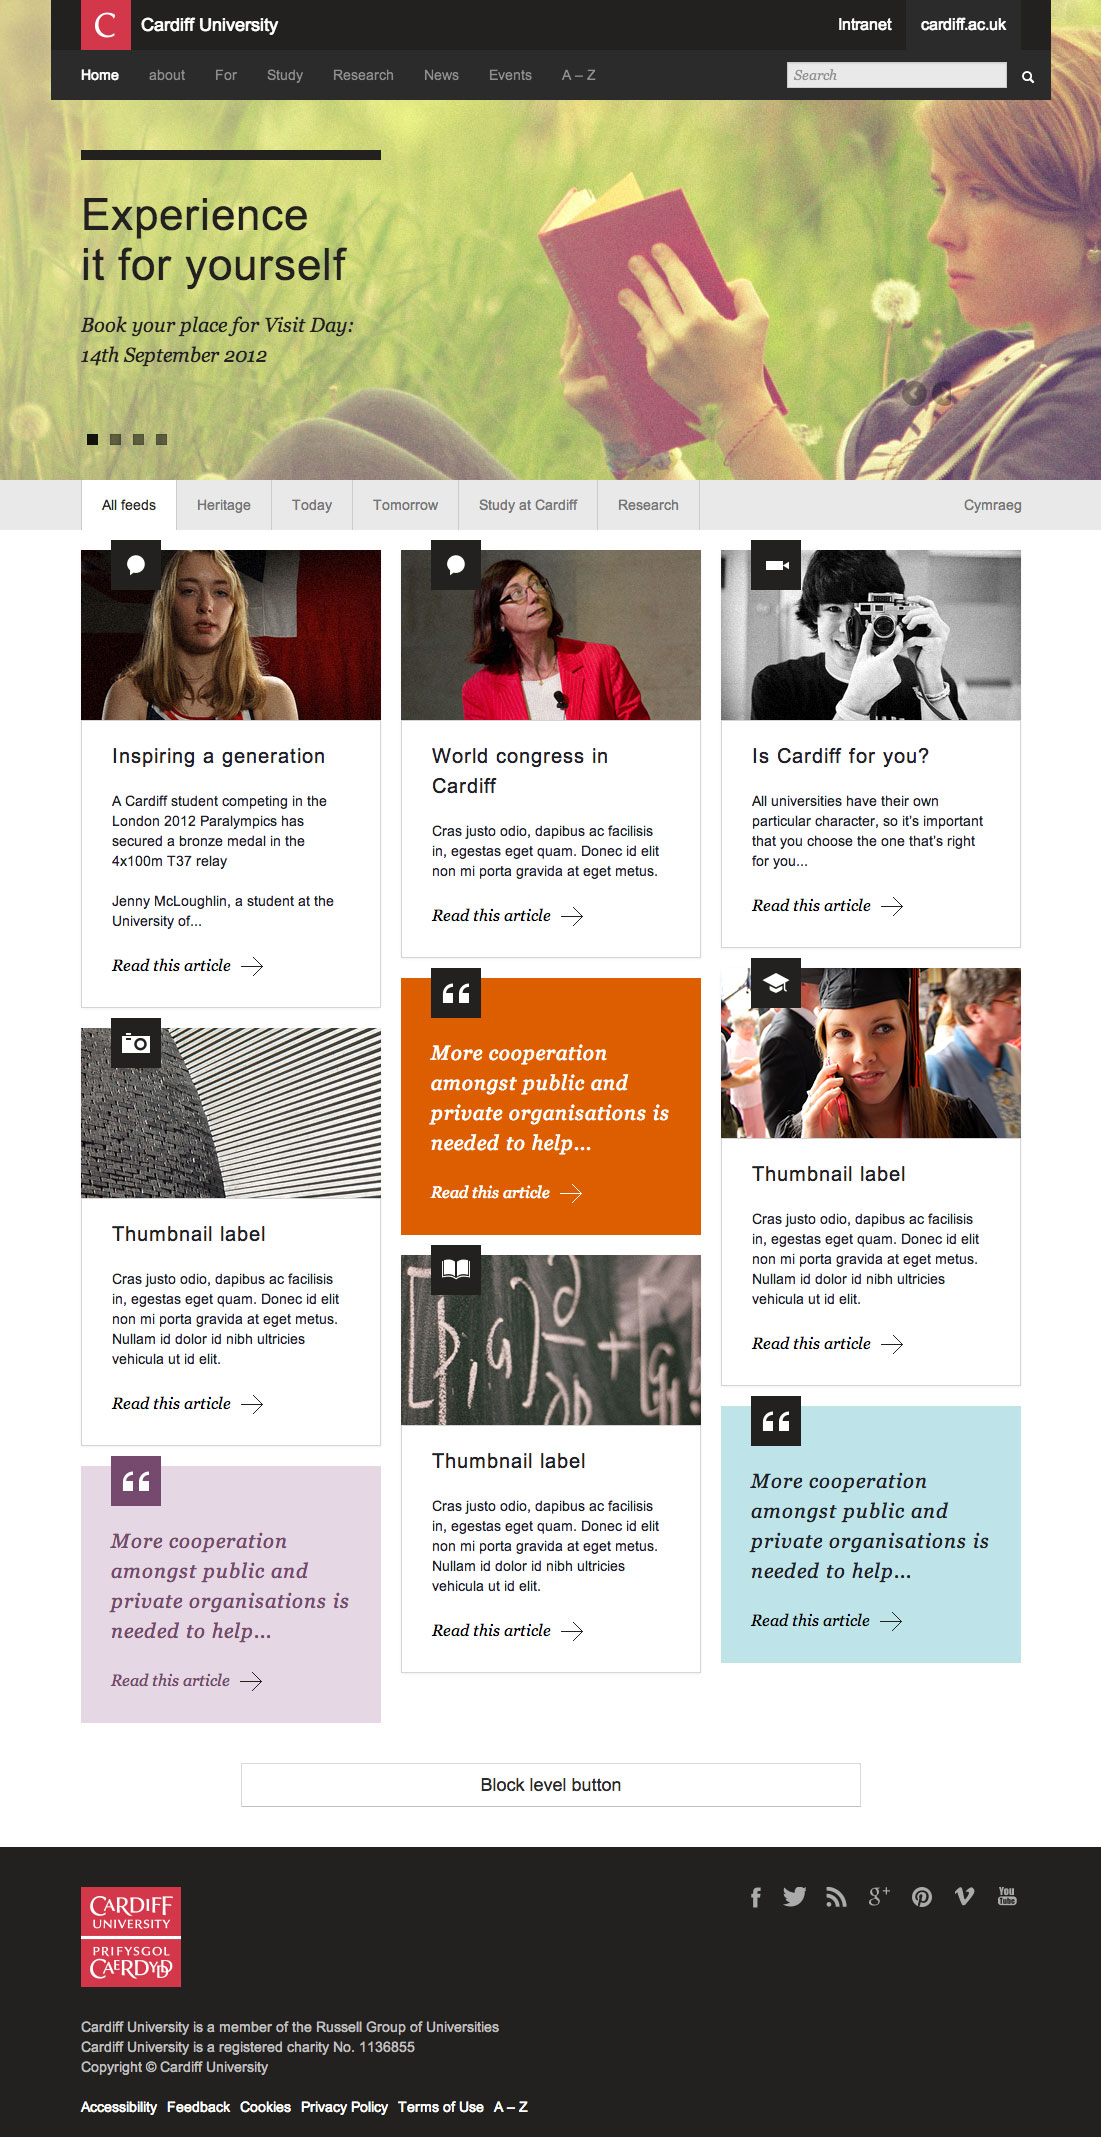 C Cardiff University
Intranet cardiff.ac.uk
Home about For Study Research News Events A – Z
Search
Experience
it for yourself
Book your place for Visit Day:
14th September 2012
All feeds Heritage Today Tomorrow Study at Cardiff Research Cymraeg
Inspiring a generation
A Cardiff student competing in the
London 2012 Paralympics has
secured a bronze medal in the
4x100m T37 relay
Jenny McLoughlin, a student at the
University of...
Read this article
World congress in
Cardiff
Cras justo odio, dapibus ac facilisis
in, egestas eget quam. Donec id elit
non mi porta gravida at eget metus.
Read this article
Is Cardiff for you?
All universities have their own
particular character, so it's important
that you choose the one that's right
for you...
Read this article
Thumbnail label
Cras justo odio, dapibus ac facilisis
in, egestas eget quam. Donec id elit
non mi porta gravida at eget metus.
Nullam id dolor id nibh ultricies
vehicula ut id elit.
Read this article
“
More cooperation
amongst public and
private organisations is
needed to help...
Read this article
Thumbnail label
Cras justo odio, dapibus ac facilisis
in, egestas eget quam. Donec id elit
non mi porta gravida at eget metus.
Nullam id dolor id nibh ultricies
vehicula ut id elit.
Read this article
“
More cooperation
amongst public and
private organisations is
needed to help...
Read this article
Thumbnail label
Cras justo odio, dapibus ac facilisis
in, egestas eget quam. Donec id elit
non mi porta gravida at eget metus.
Nullam id dolor id nibh ultricies
vehicula ut id elit.
Read this article
“
More cooperation
amongst public and
private organisations is
needed to help...
Read this article
Block level button
CARDIFF
UNIVERSITY
PRIFYSGOL
CAERDYDD
g+
You
Tube
Cardiff University is a member of the Russell Group of Universities
Cardiff University is a registered charity No. 1136855
Copyright © Cardiff University
Accessibility Feedback Cookies Privacy Policy Terms of Use A – Z